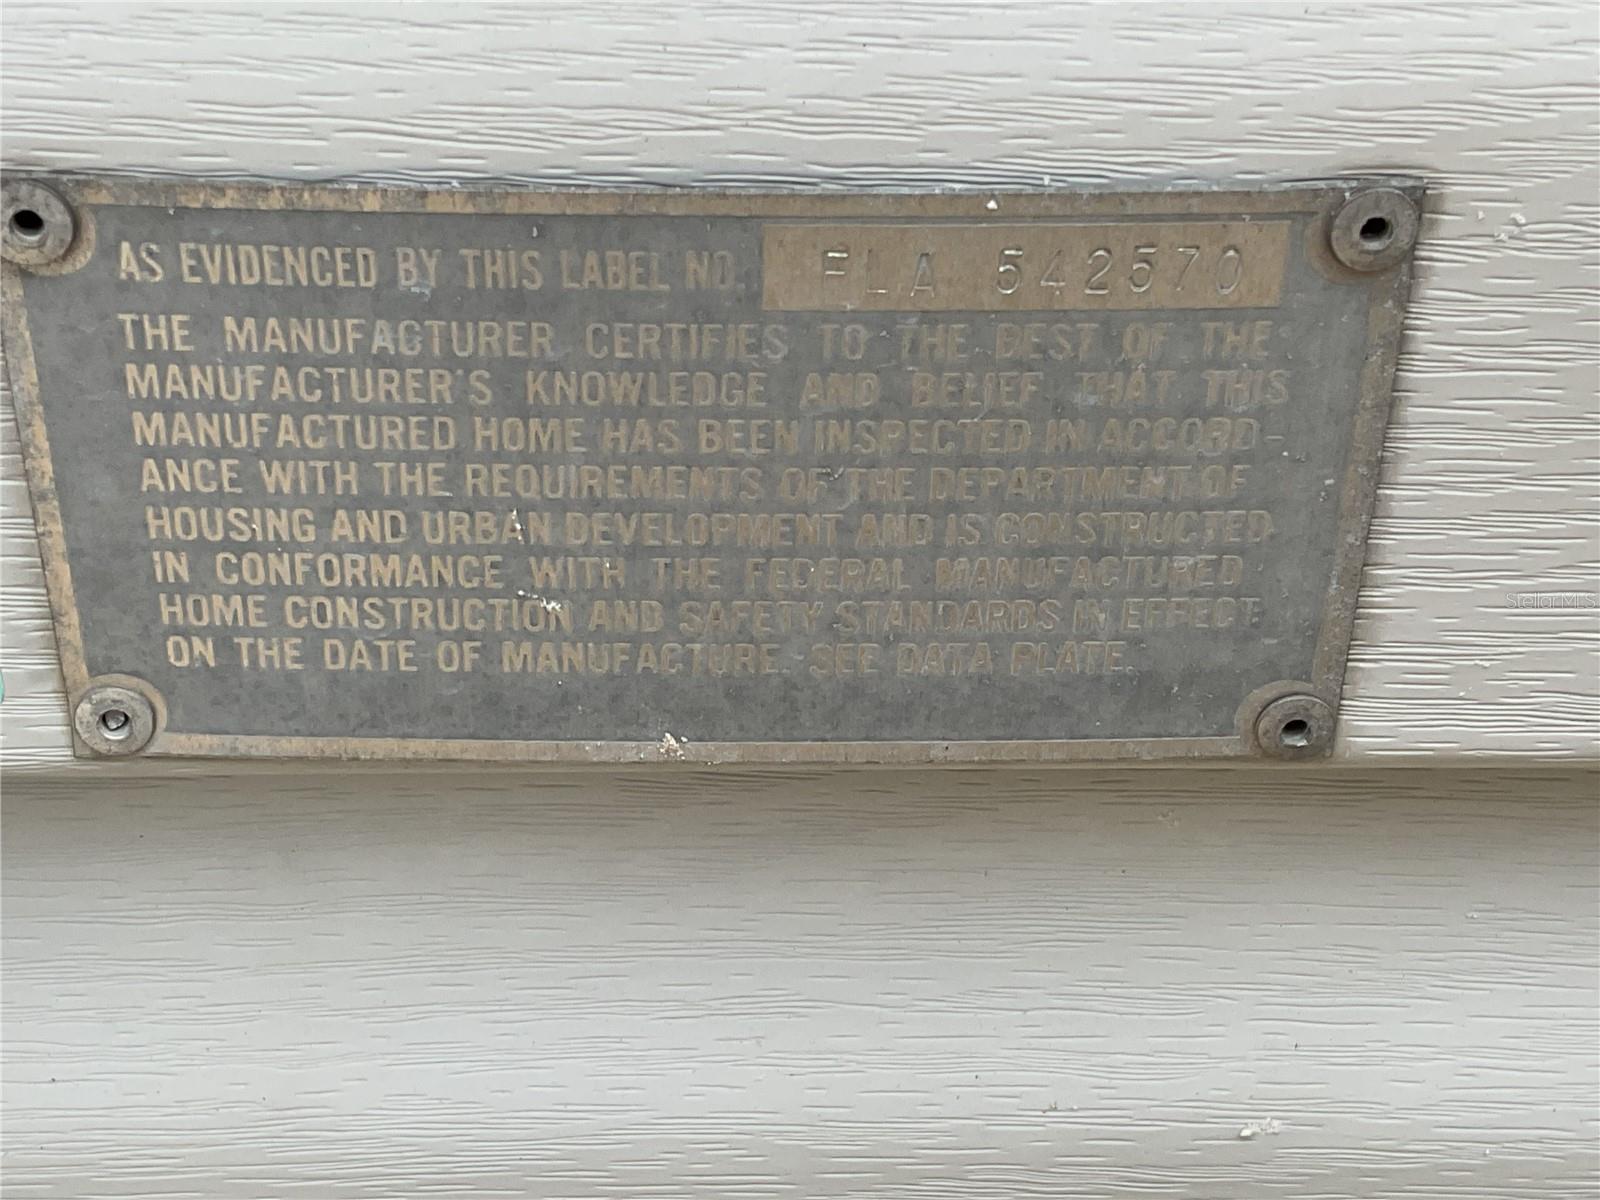 AS EVIDENCED BY THIS LABEL NO. FLA 542570
THE MANUFACTURER CERTIFIES TO THE BEST OF THE
MANUFACTURER'S KNOWLEDGE AND BELIEF THAT THIS
MANUFACTURED HOME HAS BEEN INSPECTED IN ACCORD-
ANCE WITH THE REQUIREMENTS OF THE DEPARTMENT OF
HOUSING AND URBAN DEVELOPMENT AND IS CONSTRUCTED
IN CONFORMANCE WITH THE FEDERAL MANUFACTURED
HOME CONSTRUCTION AND SAFETY STANDARDS IN EFFECT
ON THE DATE OF MANUFACTURE. SEE DATA PLATE.
StellarMLS